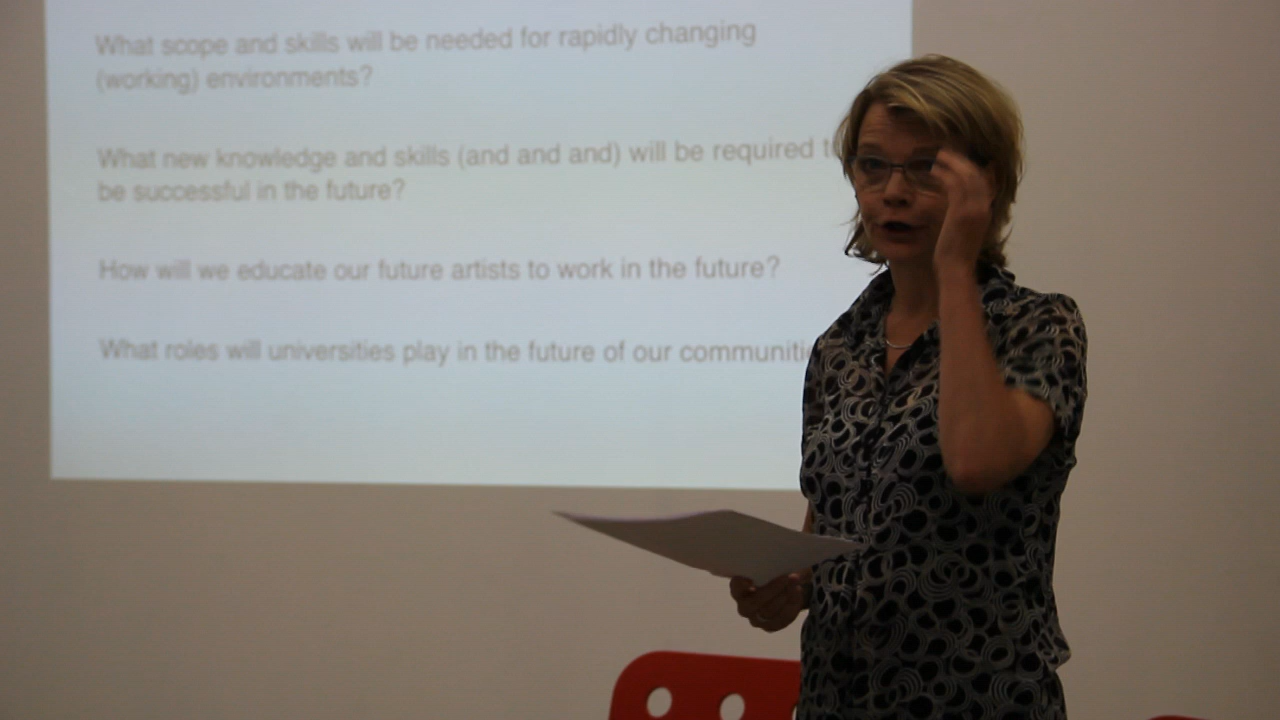 What scope and skills will be needed for rapidly changing
(working) environments?
What new knowledge and skills (and and and) will be required t
be successful in the future?
How will we educate our future artists to work in the future?
What roles will universities play in the future of our communiti